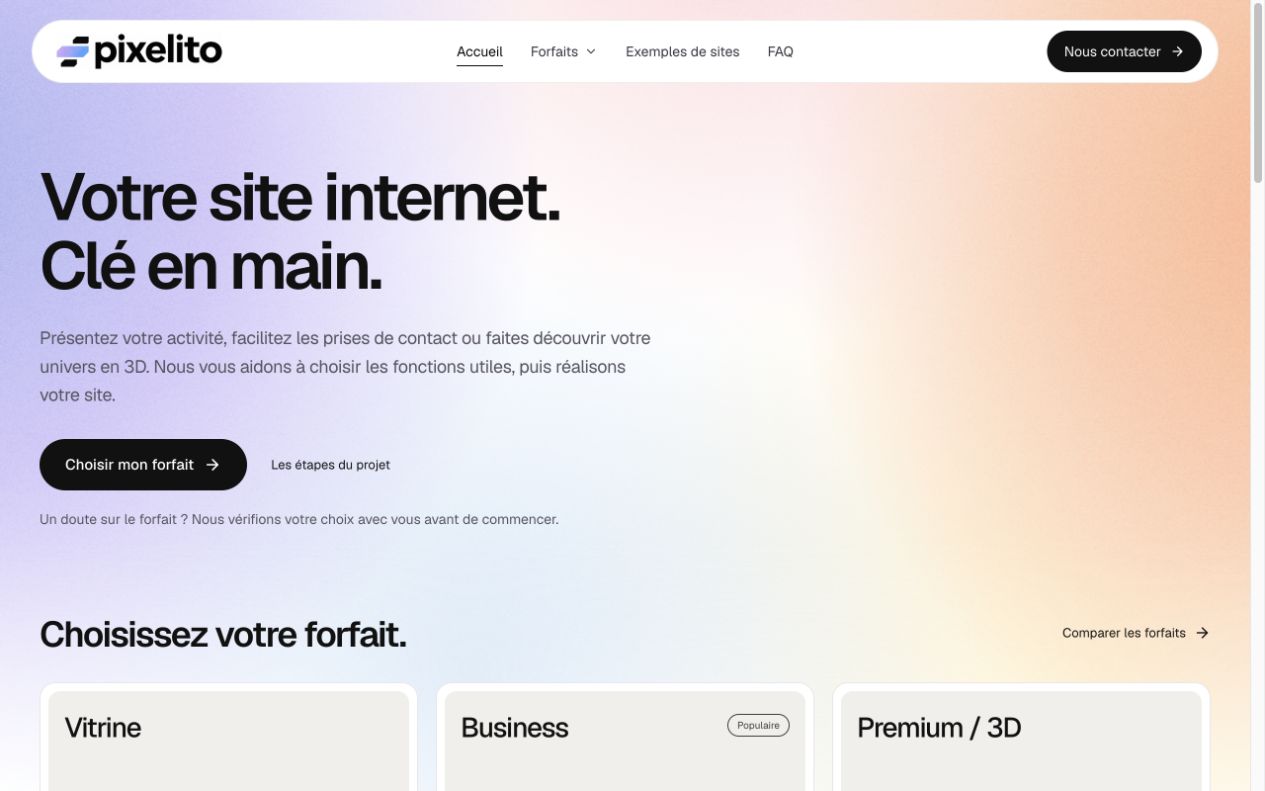 pixelito
Accueil
Forfaits
Exemples de sites
FAQ
Nous contacter
Votre site internet.
Clé en main.
Présentez votre activité, facilitez les prises de contact ou faites découvrir votre
univers en 3D. Nous vous aidons à choisir les fonctions utiles, puis réalisons
votre site.
Choisir mon forfait
Les étapes du projet
Un doute sur le forfait ? Nous vérifions votre choix avec vous avant de commencer.
Choisissez votre forfait.
Comparer les forfaits
Vitrine
Business
Populaire
Premium / 3D